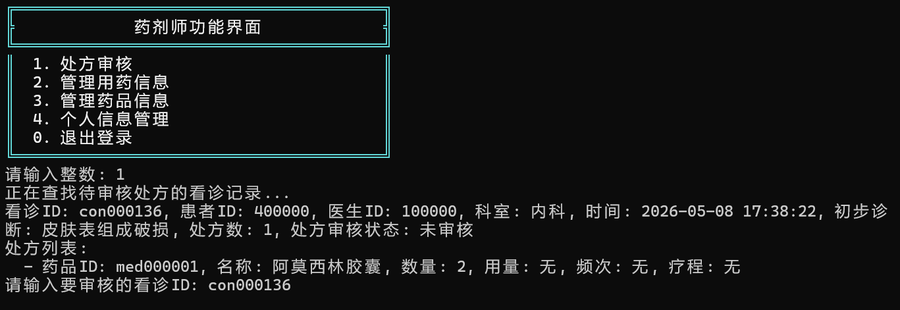 药剂师功能界面
1. 处方审核
2. 管理用药信息
3. 管理药品信息
4. 个人信息管理
0. 退出登录
请输入整数: 1
正在查找待审核处方的看诊记录...
看诊ID: con000136, 患者ID: 400000, 医生ID: 100000, 科室: 内科, 时间: 2026-05-08 17:38:22, 初步诊
断: 皮肤表组成破损, 处方数: 1, 处方审核状态: 未审核
处方列表:
- 药品ID: med000001, 名称: 阿莫西林胶囊, 数量: 2, 用量: 无, 频次: 无, 疗程: 无
请输入要审核的看诊ID: con000136